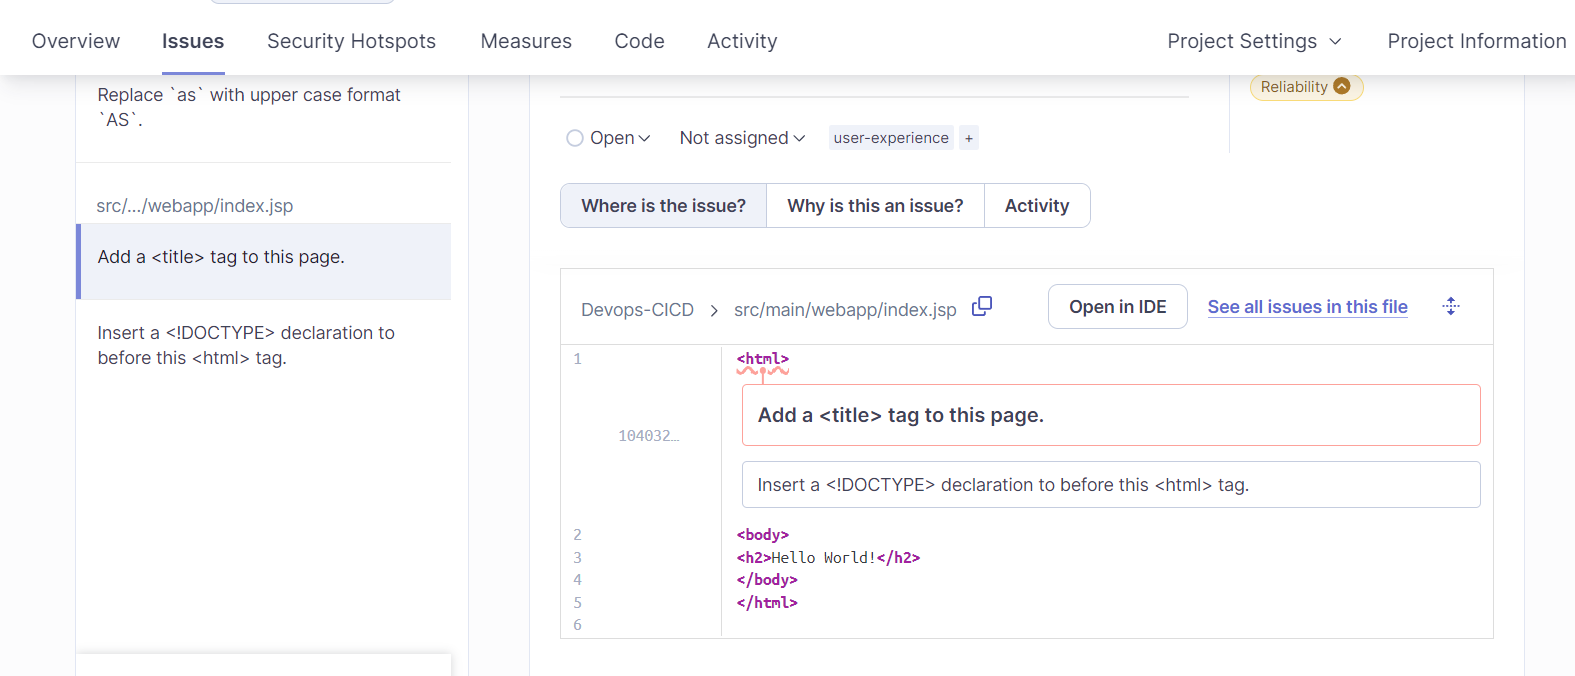 Overview Issues Security Hotspots Measures Code Activity Project Settings Project Information
Replace `as` with upper case format
`AS`.
src/.../webapp/index.jsp
Add a <title> tag to this page.
Insert a <!DOCTYPE> declaration to
before this <html> tag.
Reliability
Open Not assigned user-experience +
Where is the issue? Why is this an issue? Activity
Devops-CICD > src/main/webapp/index.jsp Open in IDE See all issues in this file
1 <html>
Add a <title> tag to this page.
104032...
Insert a <!DOCTYPE> declaration to before this <html> tag.
2 <body>
3 <h2>Hello World!</h2>
4 </body>
5 </html>
6